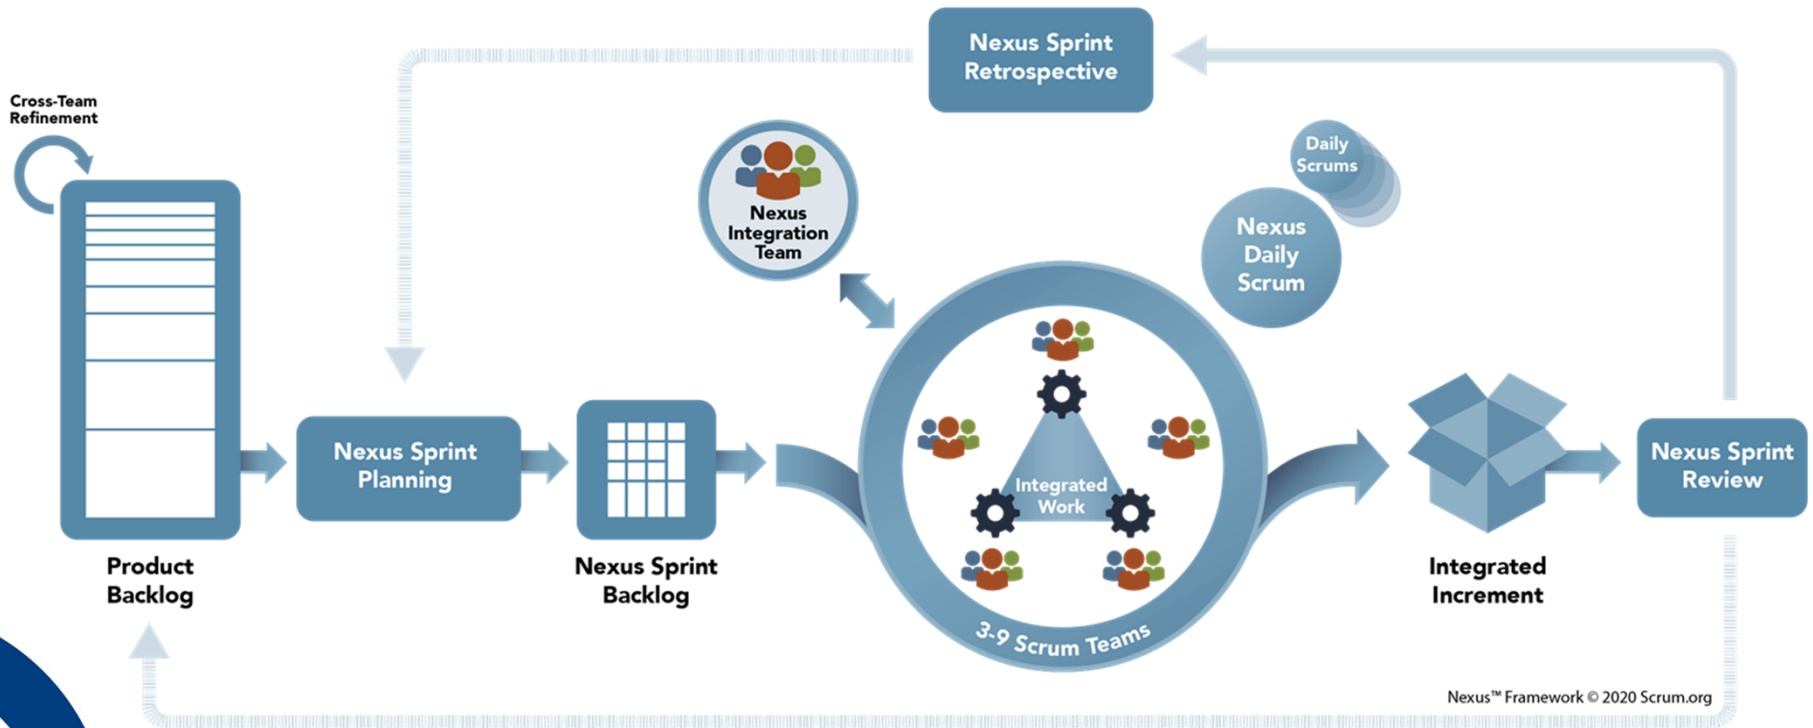 Nexus Sprint
Retrospective
Cross-Team
Refinement
Daily
Scrums
Nexus
Integration
Team
Nexus
Daily
Scrum
Nexus Sprint
Planning
Integrated
Work
Nexus Sprint
Review
Product
Backlog
Nexus Sprint
Backlog
Integrated
Increment
3-9 Scrum Teams
Nexus™ Framework © 2020 Scrum.org